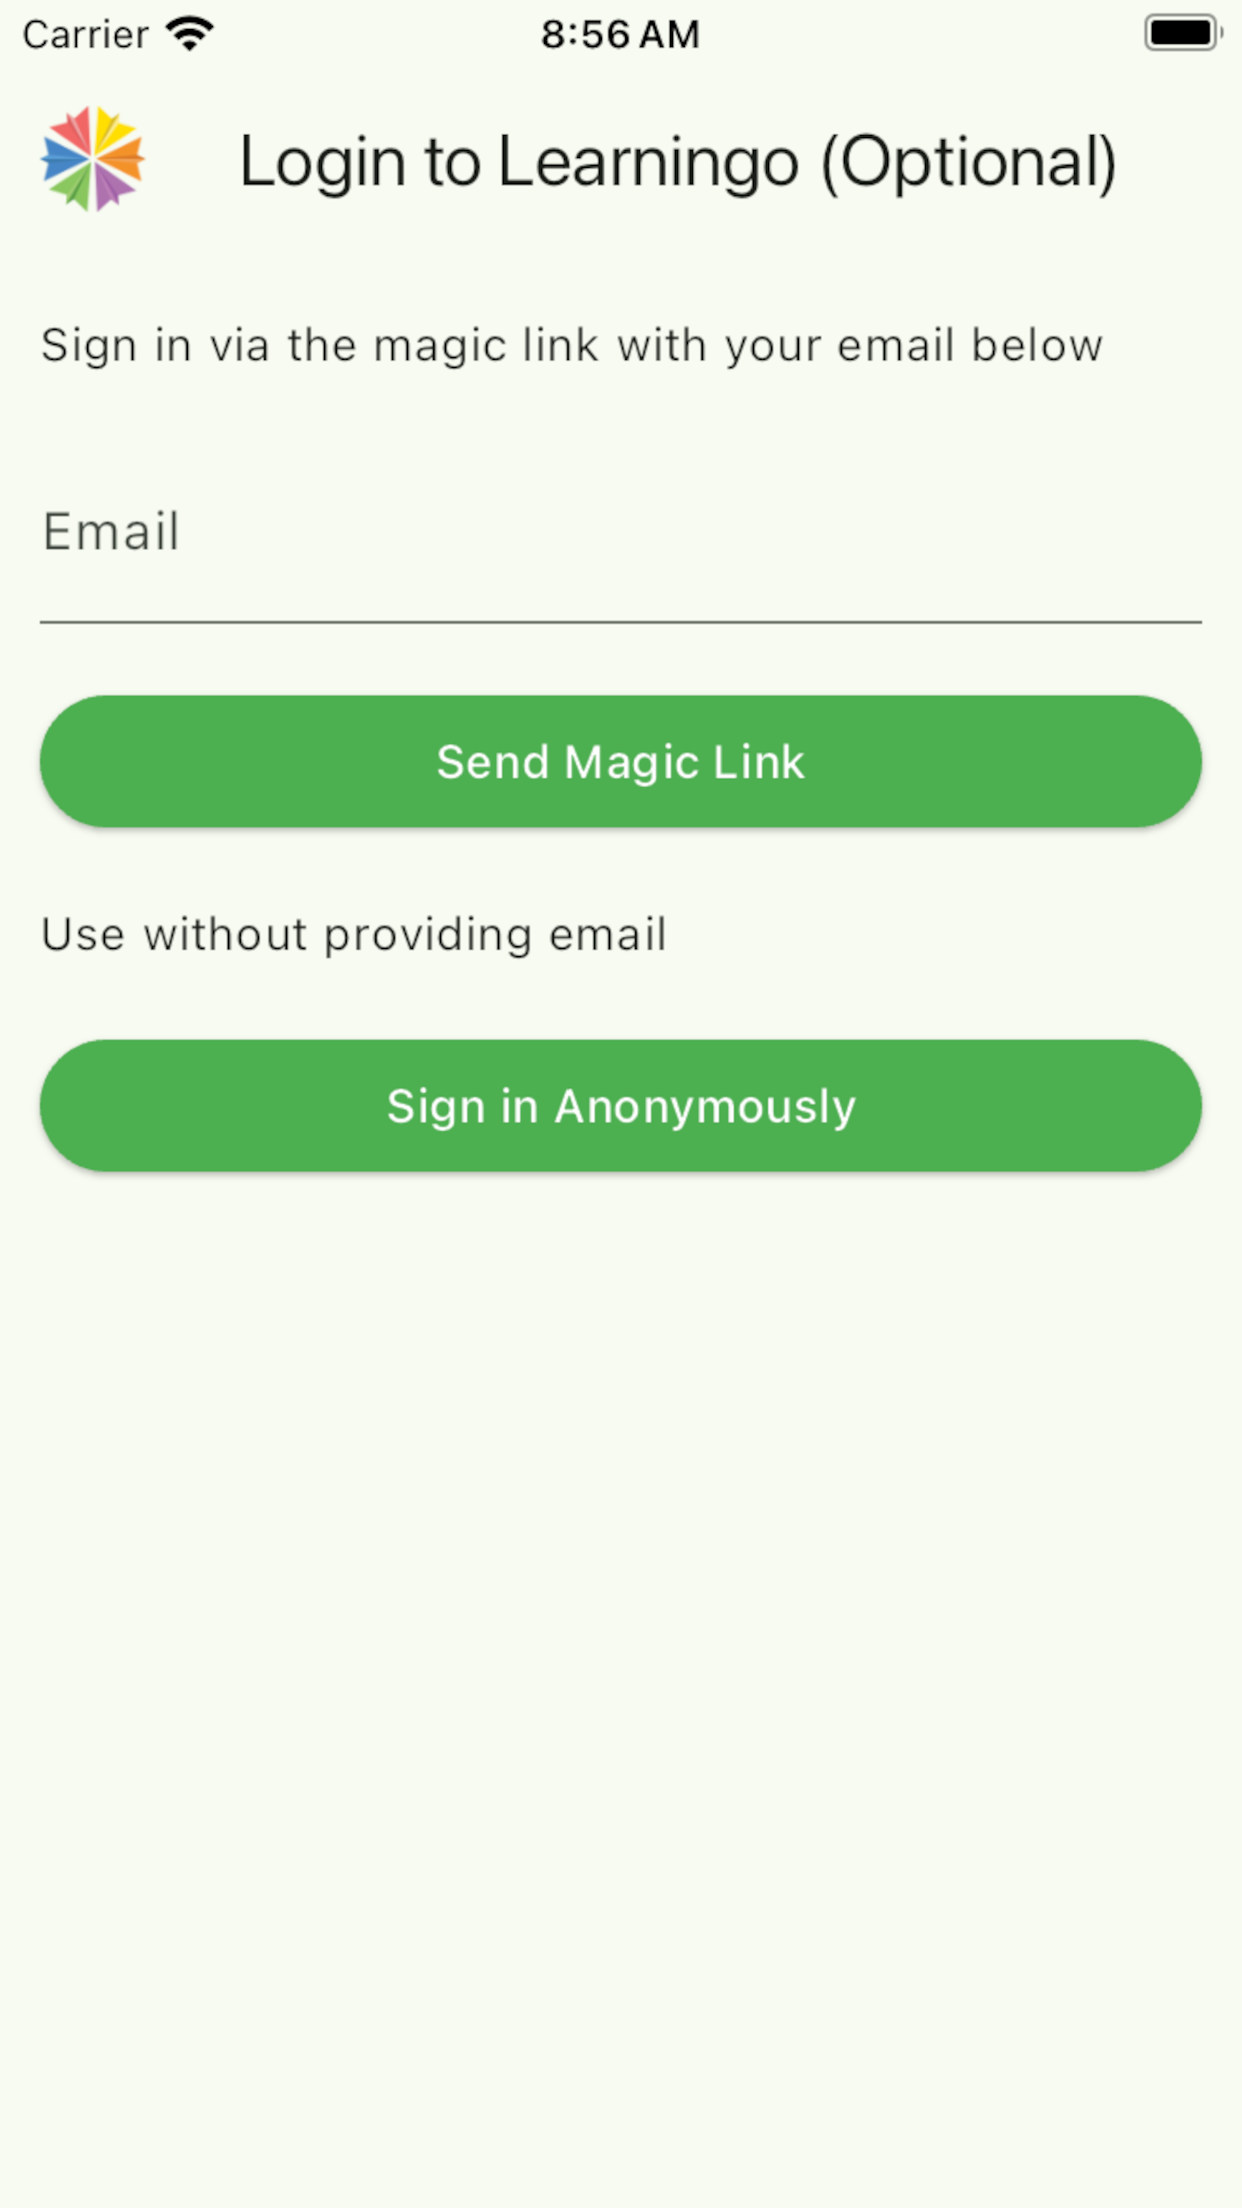 Carrier 8:56 AM
Login to Learningo (Optional)
Sign in via the magic link with your email below
Email
Send Magic Link
Use without providing email
Sign in Anonymously